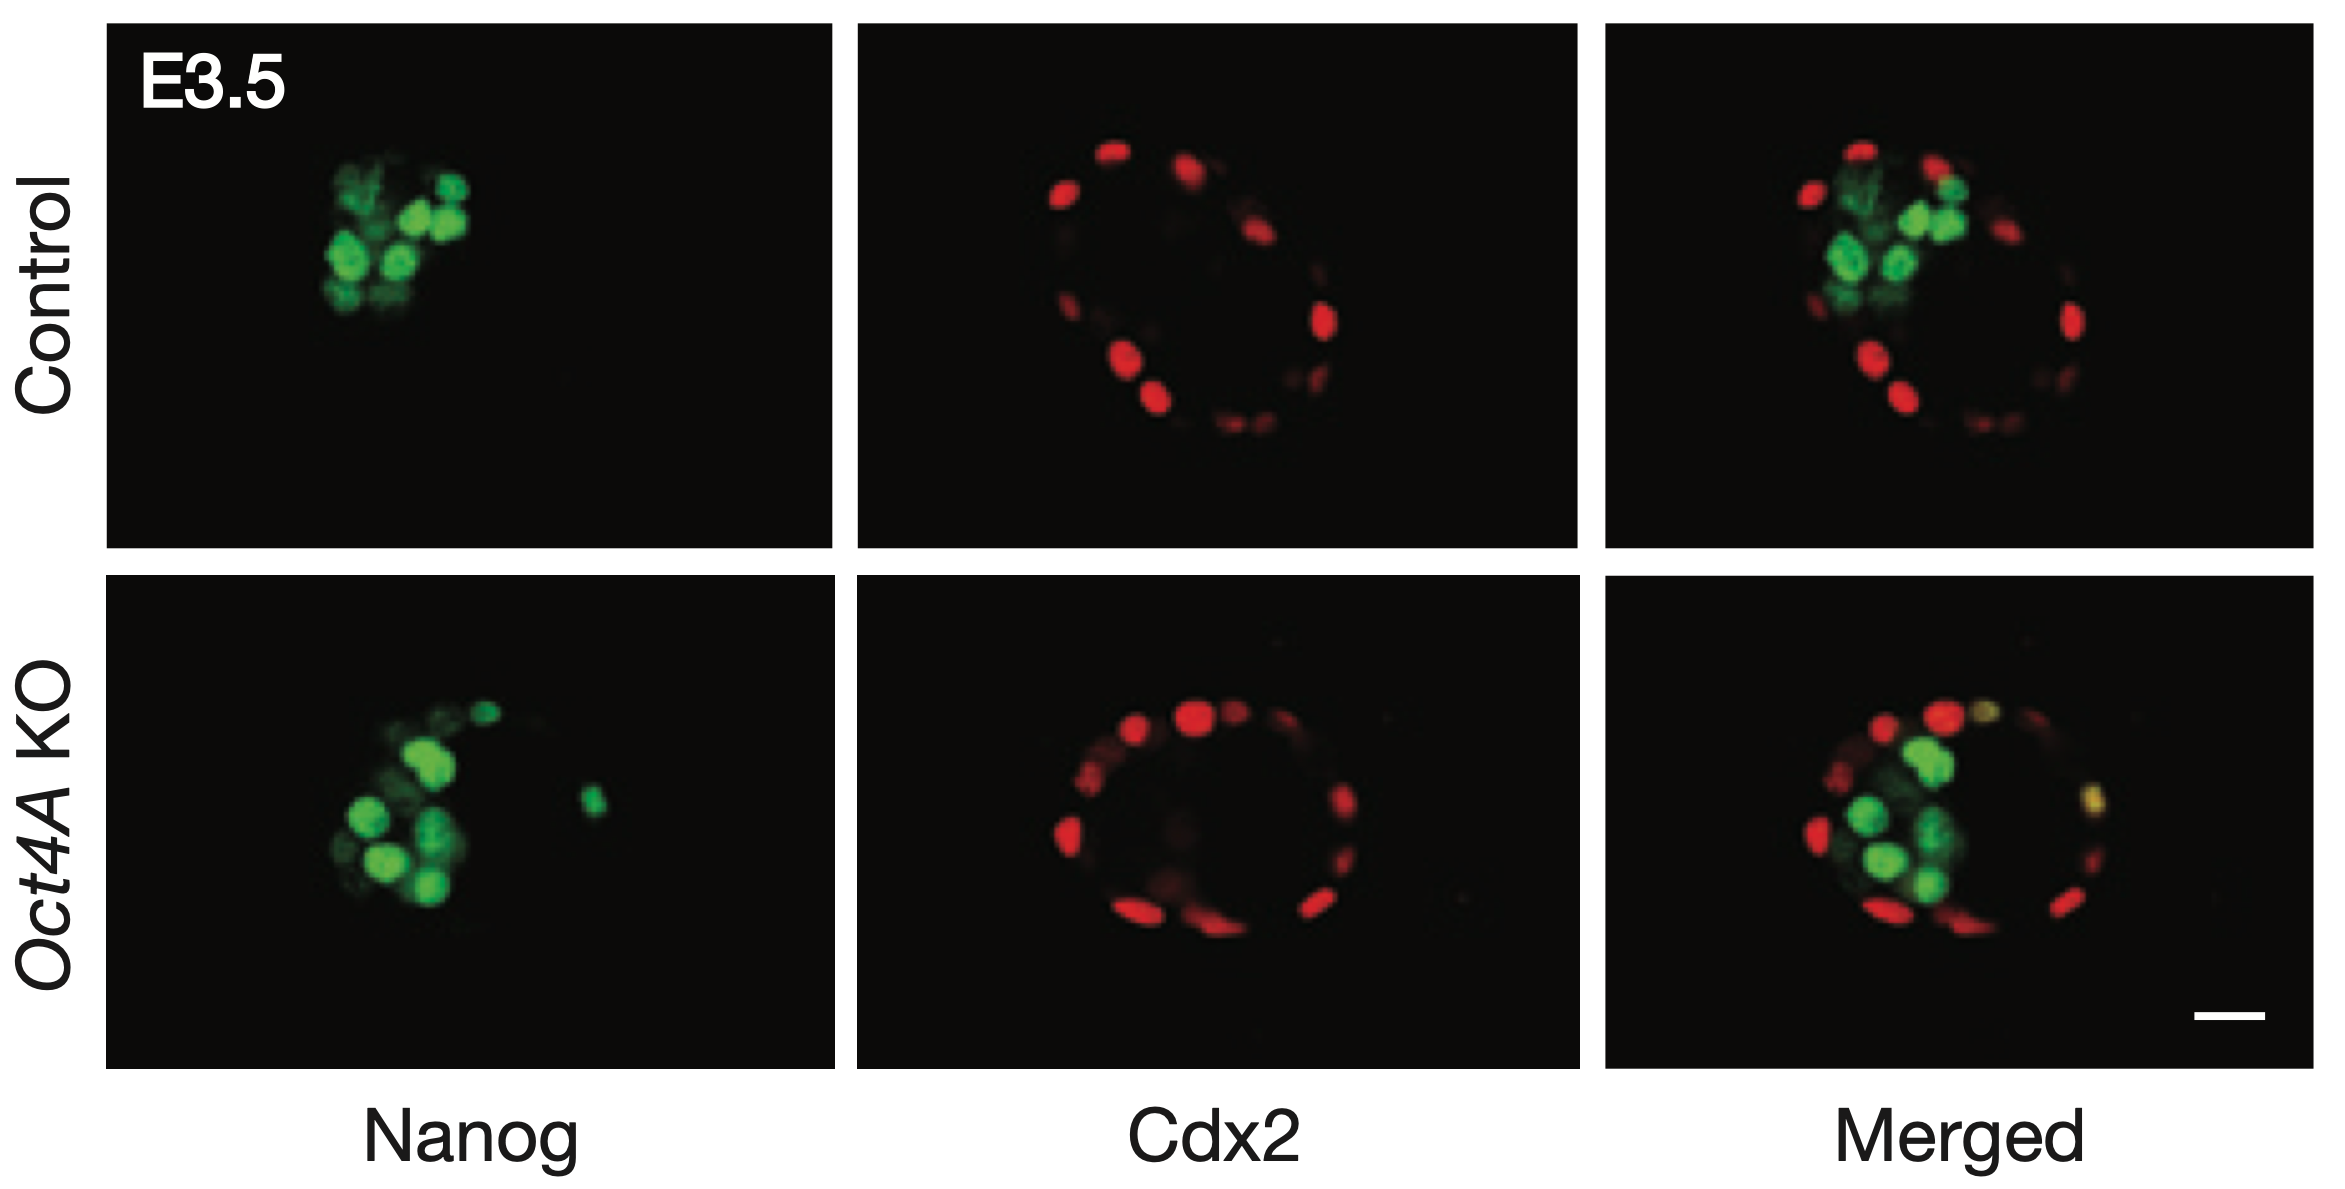 E3.5
Control
Oct4A KO
Nanog
Cdx2
Merged